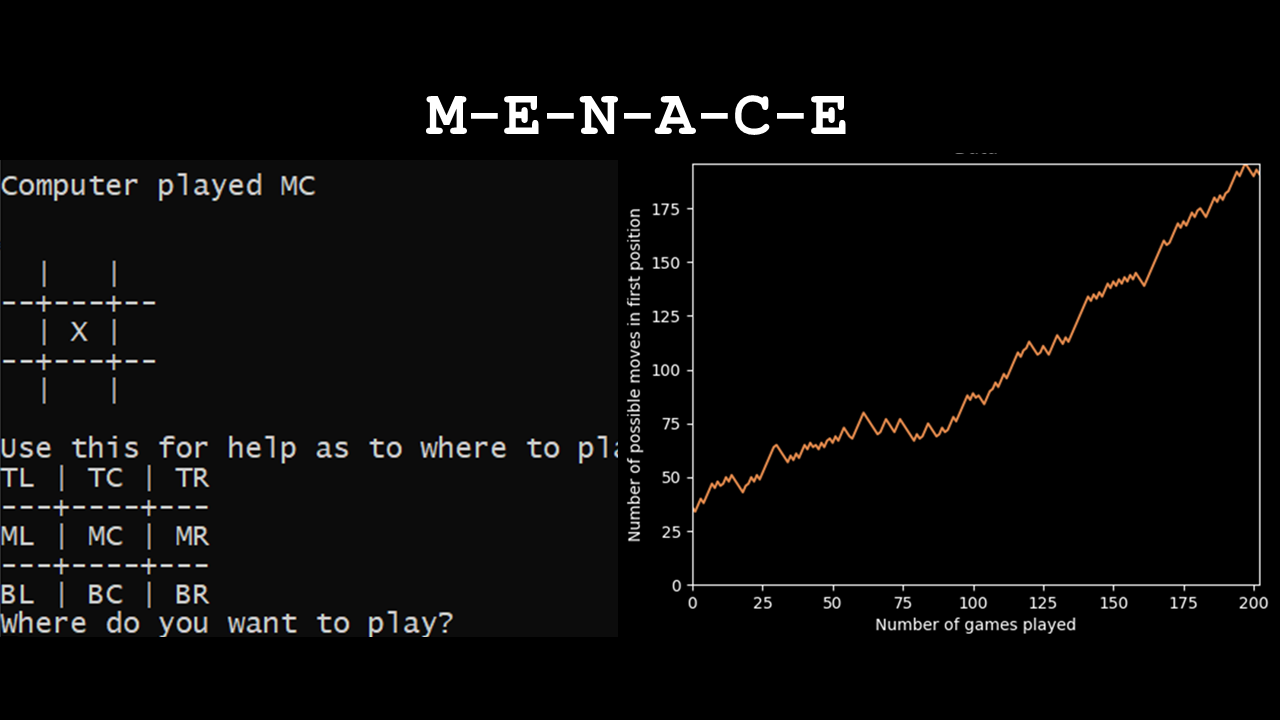 M-E-N-A-C-E
Computer played MC
| |
--+---+--
| X |
--+---+--
| |
Use this for help as to where to
TL | TC | TR
---+----+---
ML | MC | MR
---+----+---
BL | BC | BR
Where do you want to play?
Number of possible moves in first position
175
150
125
100
75
50
25
0
0 25 50 75 100 125 150 175 200
Number of games played